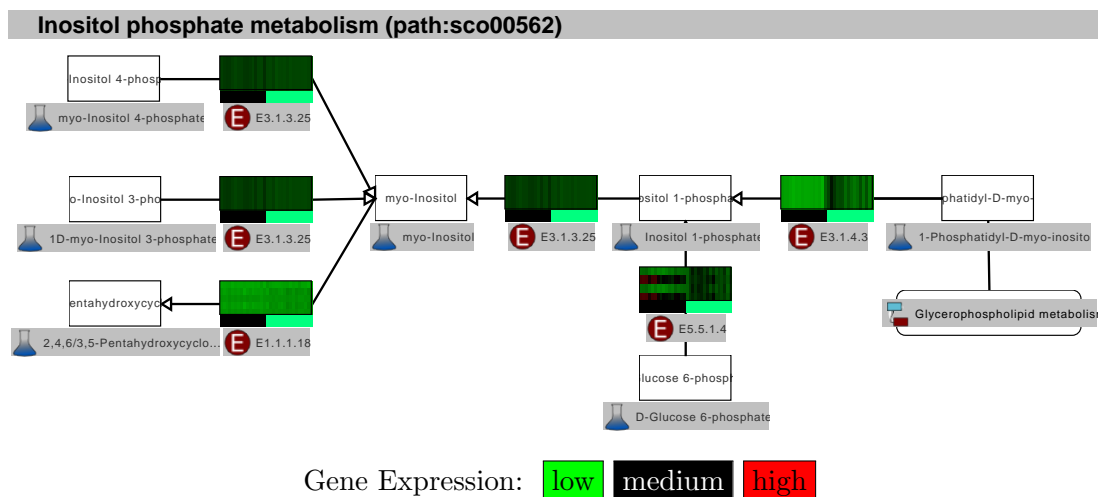 Inositol phosphate metabolism (path:sco00562)
Inositol 4-phosp
myo-Inositol 4-phosphate
E3.1.3.25
o-Inositol 3-pho
myo-Inositol
ositol 1-phospha
phatidyl-D-myo-
1D-myo-Inositol 3-phosphate
E3.1.3.25
myo-Inositol
E3.1.3.25
Inositol 1-phosphate
E3.1.4.3
1-Phosphatidyl-D-myo-inosito
entahydroxycyc
Glycerophospholipid metabolism
E5.5.1.4
2,4,6/3,5-Pentahydroxycyclo...
E1.1.1.18
lucose 6-phosph
D-Glucose 6-phosphate
Gene Expression: low medium high